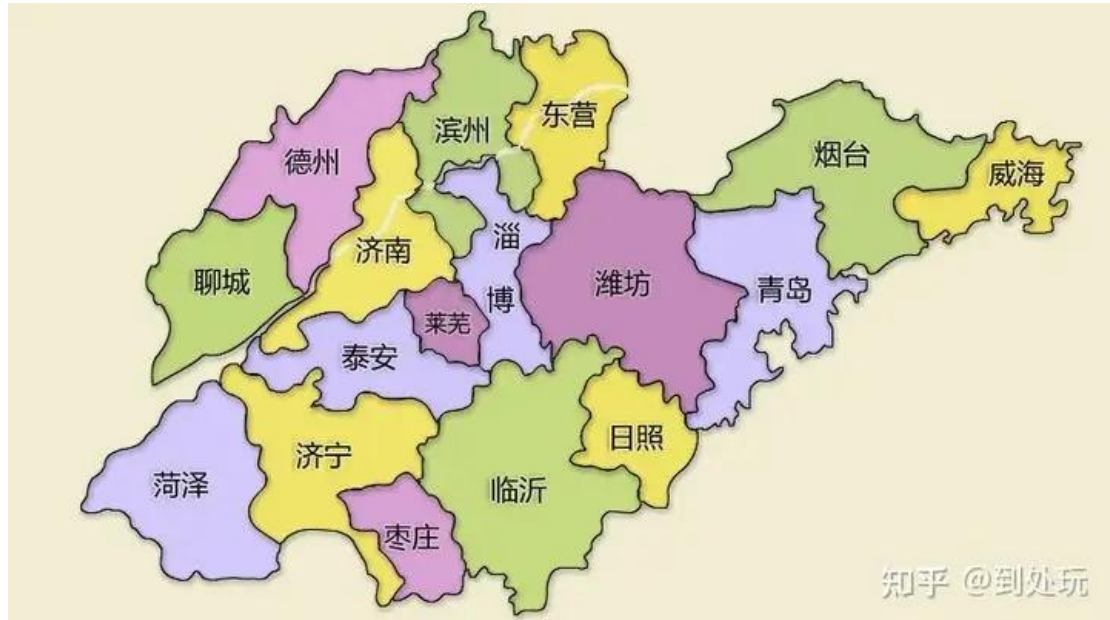 滨州
东营
德州
烟台
威海
淄
博
济南
聊城
潍坊
青岛
莱芜
泰安
日照
济宁
菏泽
临沂
枣庄
知乎 @到处玩